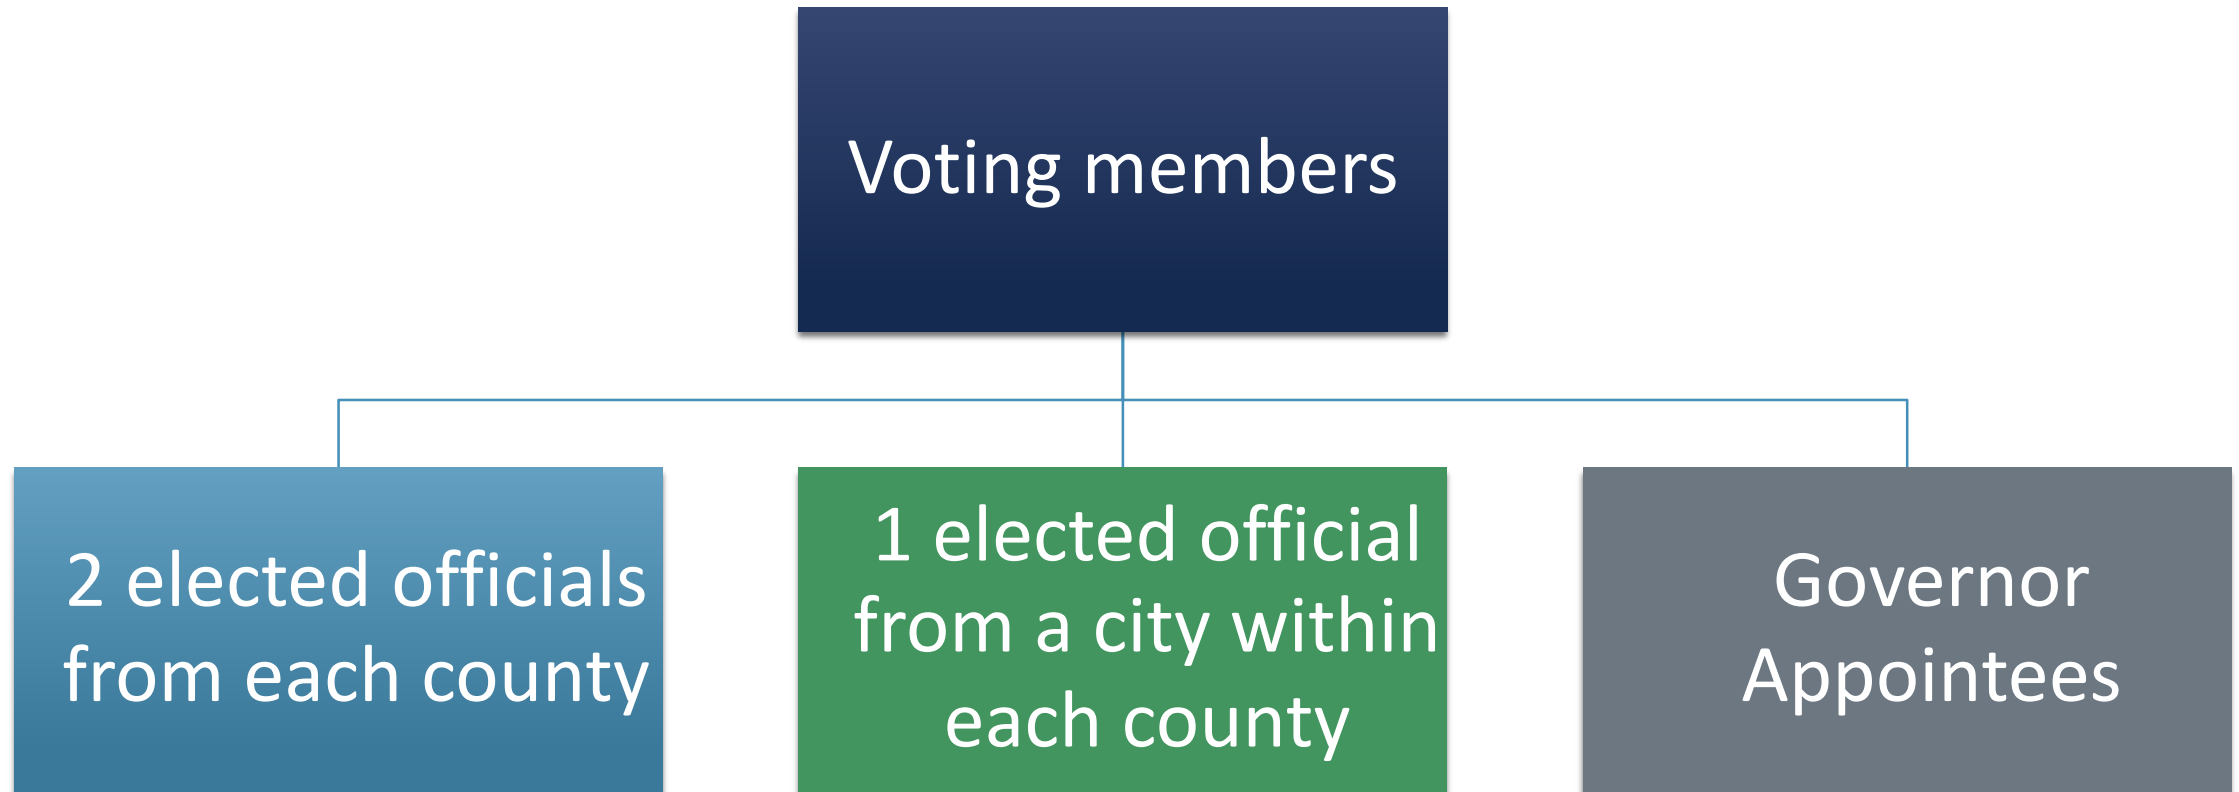 Voting members
2 elected officials
from each county
1 elected official
from a city within
each county
Governor
Appointees